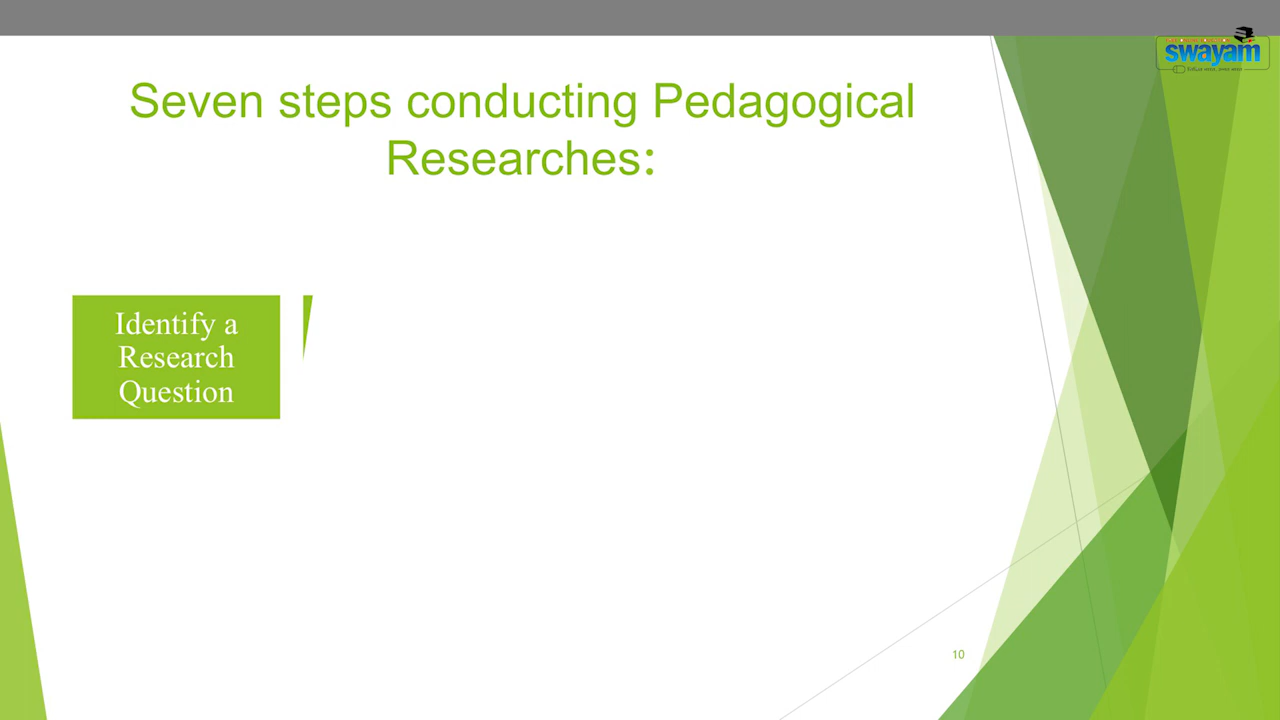 swayam
Seven steps conducting Pedagogical
Researches:
Identify a
Research
Question
10